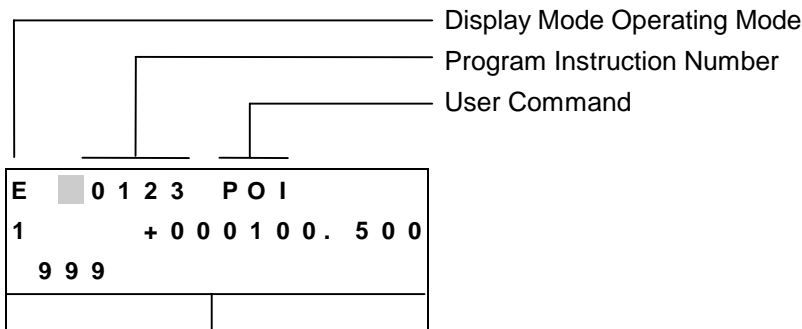 Display Mode Operating Mode
Program Instruction Number
User Command
E 0123 POI
1 +000100. 500
999